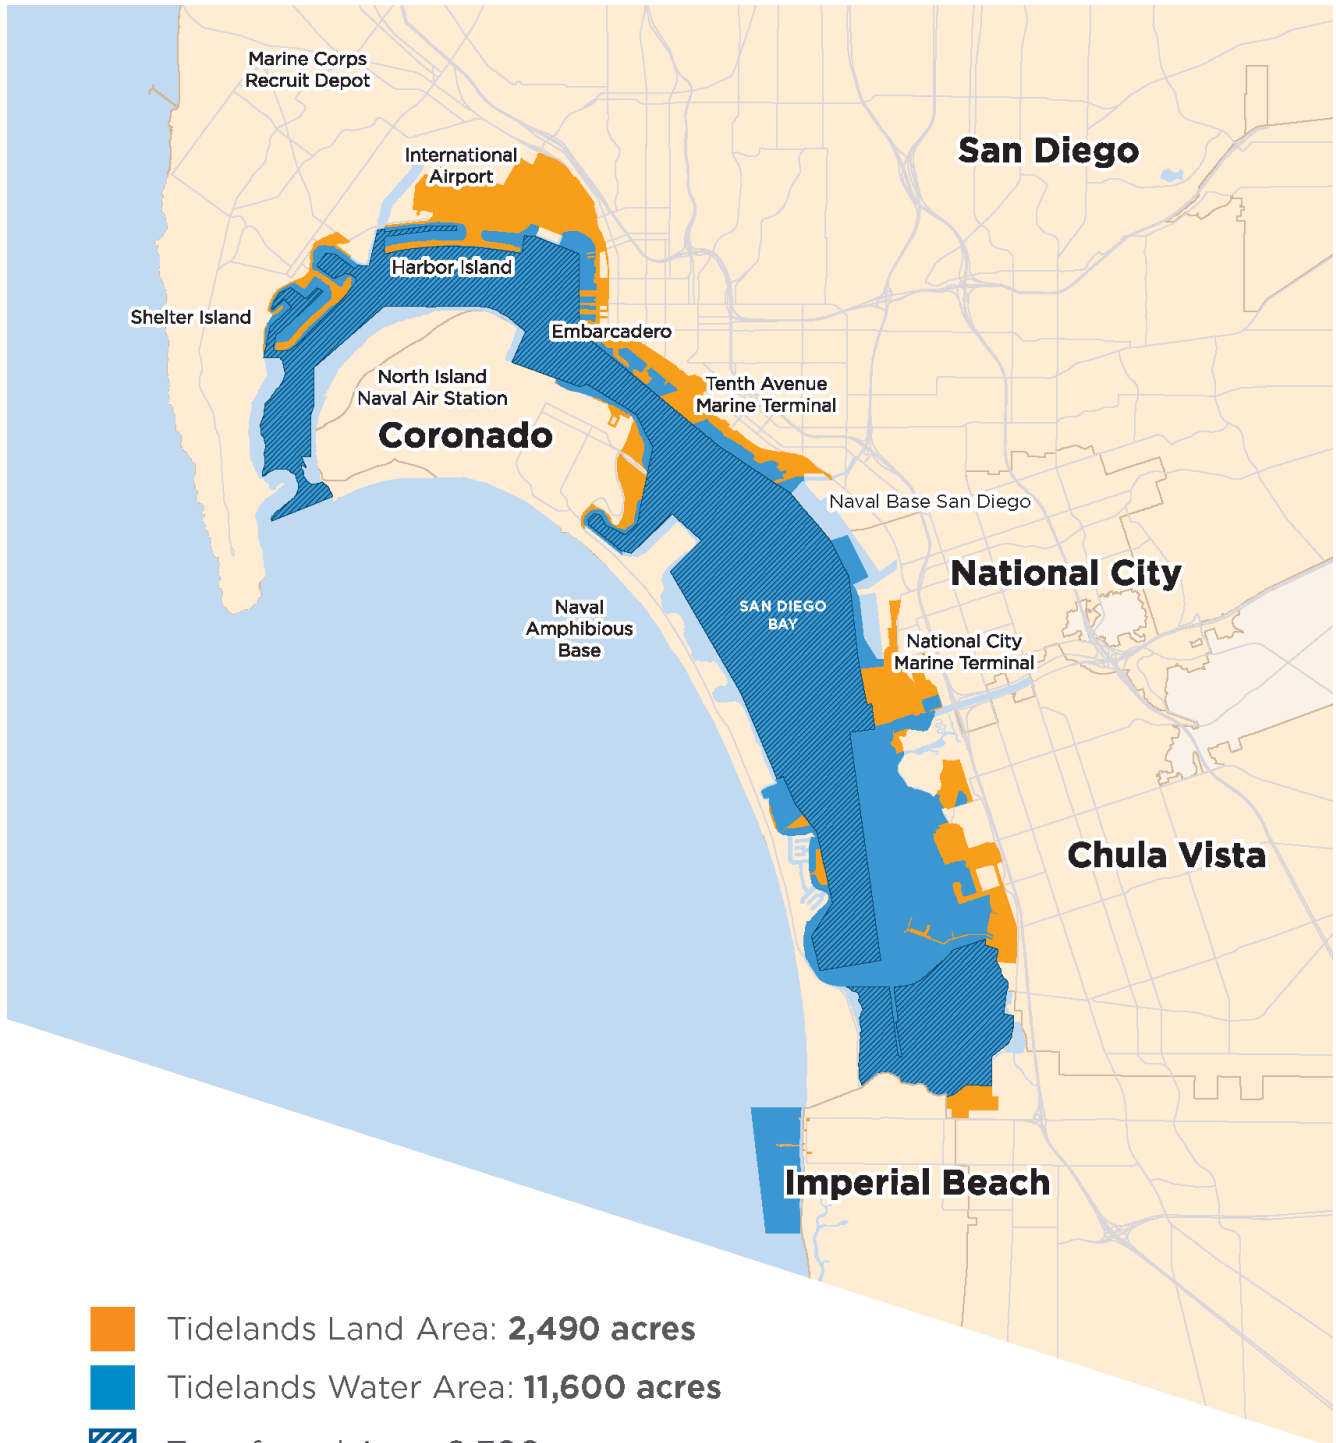 Marine Corps
Recruit Depot
International
Airport
San Diego
Harbor Island
Shelter Island
Embarcadero
North Island
Naval Air Station
Tenth Avenue
Marine Terminal
Coronado
Naval Base San Diego
National City
SAN DIEGO
BAY
Naval
Amphibious
Base
National City
Marine Terminal
Chula Vista
Imperial Beach
Tidelands Land Area: 2,490 acres
Tidelands Water Area: 11,600 acres